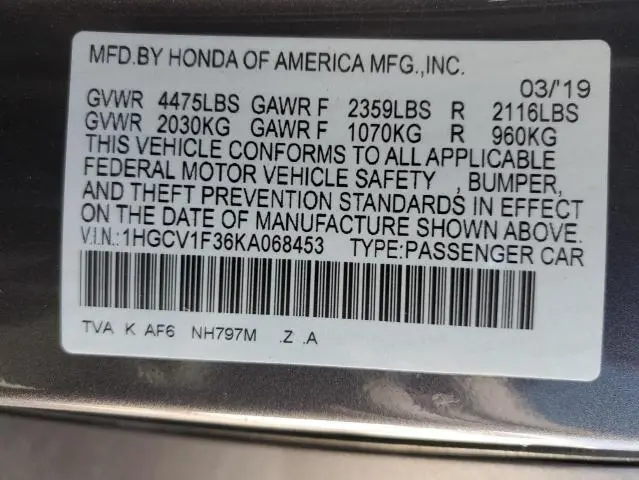 MFD.BY HONDA OF AMERICA MFG.,INC.
03/'19
GVWR 4475LBS GAWR F 2359LBS R 2116LBS
GVWR 2030KG GAWR F 1070KG R 960KG
THIS VEHICLE CONFORMS TO ALL APPLICABLE
FEDERAL MOTOR VEHICLE SAFETY , BUMPER,
AND THEFT PREVENTION STANDARDS IN EFFECT
ON THE DATE OF MANUFACTURE SHOWN ABOVE.
V.I.N.:1HGCV1F36KA068453 TYPE:PASSENGER CAR
TVA K AF6 NH797M .Z .A